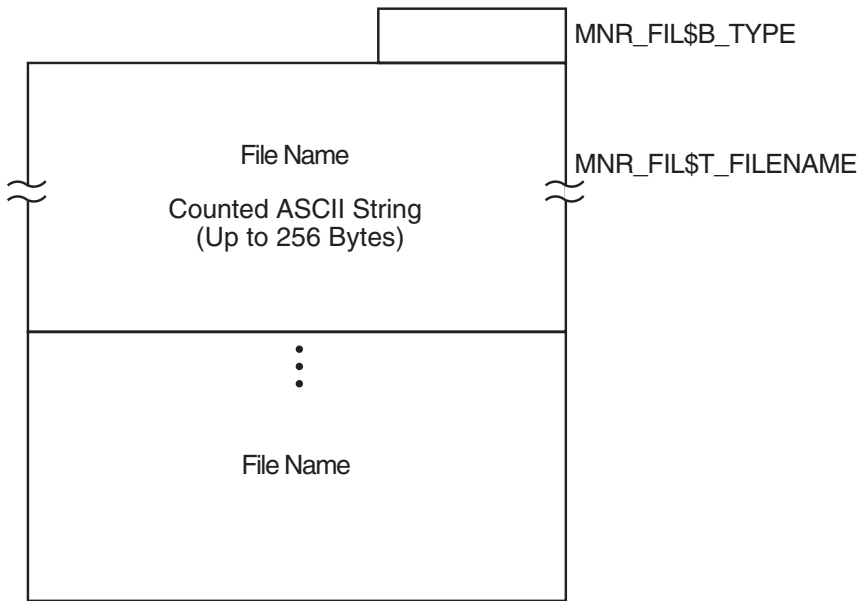 MNR_FIL$B_TYPE
File Name
MNR_FIL$T_FILENAME
Counted ASCII String
(Up to 256 Bytes)
File Name